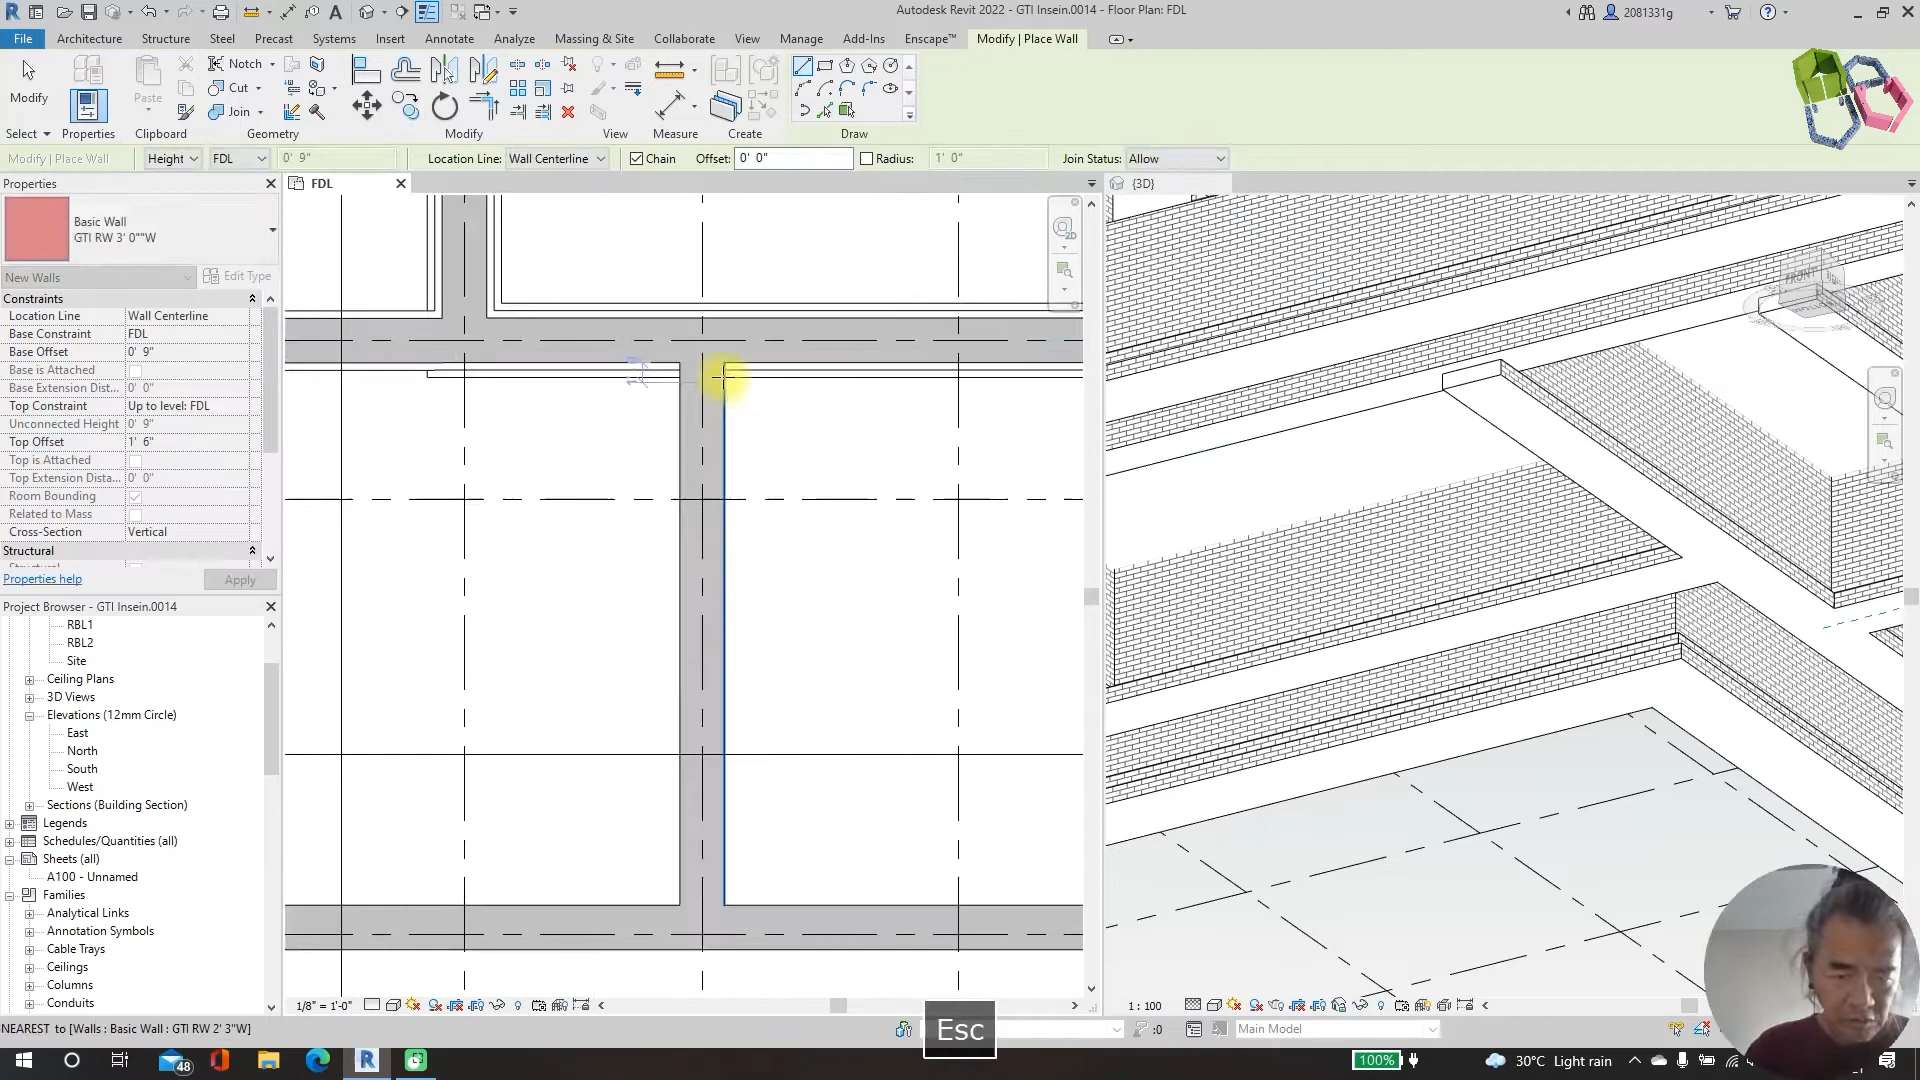 Autodesk Revit 2022 - GTI Insein.0014 - Floor Plan: FDL
2081331g
File Architecture Structure Steel Precast Systems Insert Annotate Analyze Massing & Site Collaborate View Manage Add-Ins Enscape™ Modify | Place Wall
Modify
Paste
Notch
Cut
Join
Select Properties Clipboard Geometry Modify View Measure Create Draw
Modify | Place Wall Height FDL 0' 9" Location Line: Wall Centerline Chain Offset: 0' 0" Radius: 1' 0" Join Status: Allow
Properties
FDL
{3D}
Basic Wall
GTI RW 3' 0""W
New Walls Edit Type
Constraints
Location Line Wall Centerline
Base Constraint FDL
Base Offset 0' 9"
Base is Attached
Base Extension Dist... 0' 0"
Top Constraint Up to level: FDL
Unconnected Height 0' 9"
Top Offset 1' 6"
Top is Attached
Top Extension Dista... 0' 0"
Room Bounding
Related to Mass
Cross-Section Vertical
Structural
Properties help Apply
Project Browser - GTI Insein.0014
RBL1
RBL2
Site
Ceiling Plans
3D Views
Elevations (12mm Circle)
East
North
South
West
Sections (Building Section)
Legends
Schedules/Quantities (all)
Sheets (all)
A100 - Unnamed
Families
Analytical Links
Annotation Symbols
Cable Trays
Ceilings
Columns
Conduits
2D
FRONT
1/8" = 1'-0"
1 : 100
NEAREST to [Walls : Basic Wall : GTI RW 2' 3"W]
Esc
:0
Main Model
48
100%
30°C Light rain